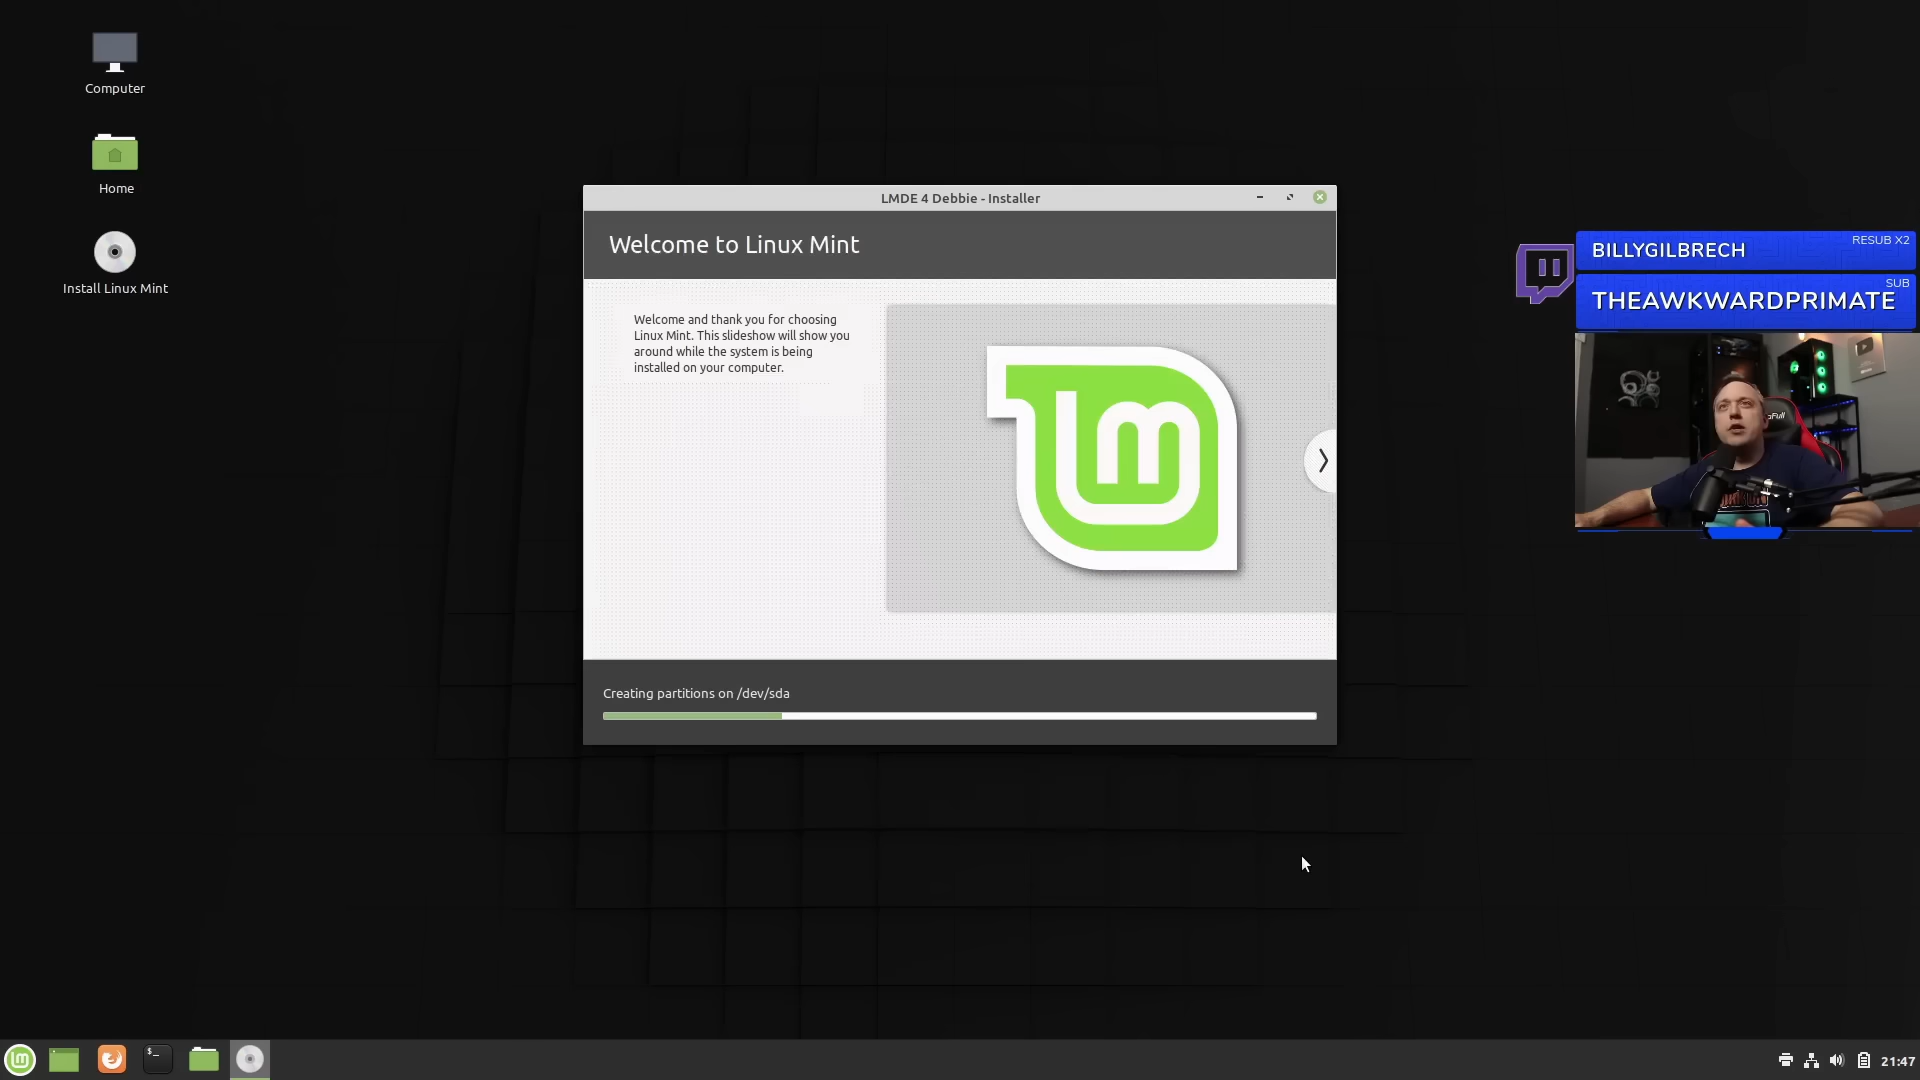 Computer
Home
Install Linux Mint
LMDE 4 Debbie - Installer
Welcome to Linux Mint
Welcome and thank you for choosing
Linux Mint. This slideshow will show you
around while the system is being
installed on your computer.
lm
Creating partitions on /dev/sda
BILLYGILBRECH
RESUB X2
SUB
THEAWKWARDPRIMATE
lm
$_
21:47